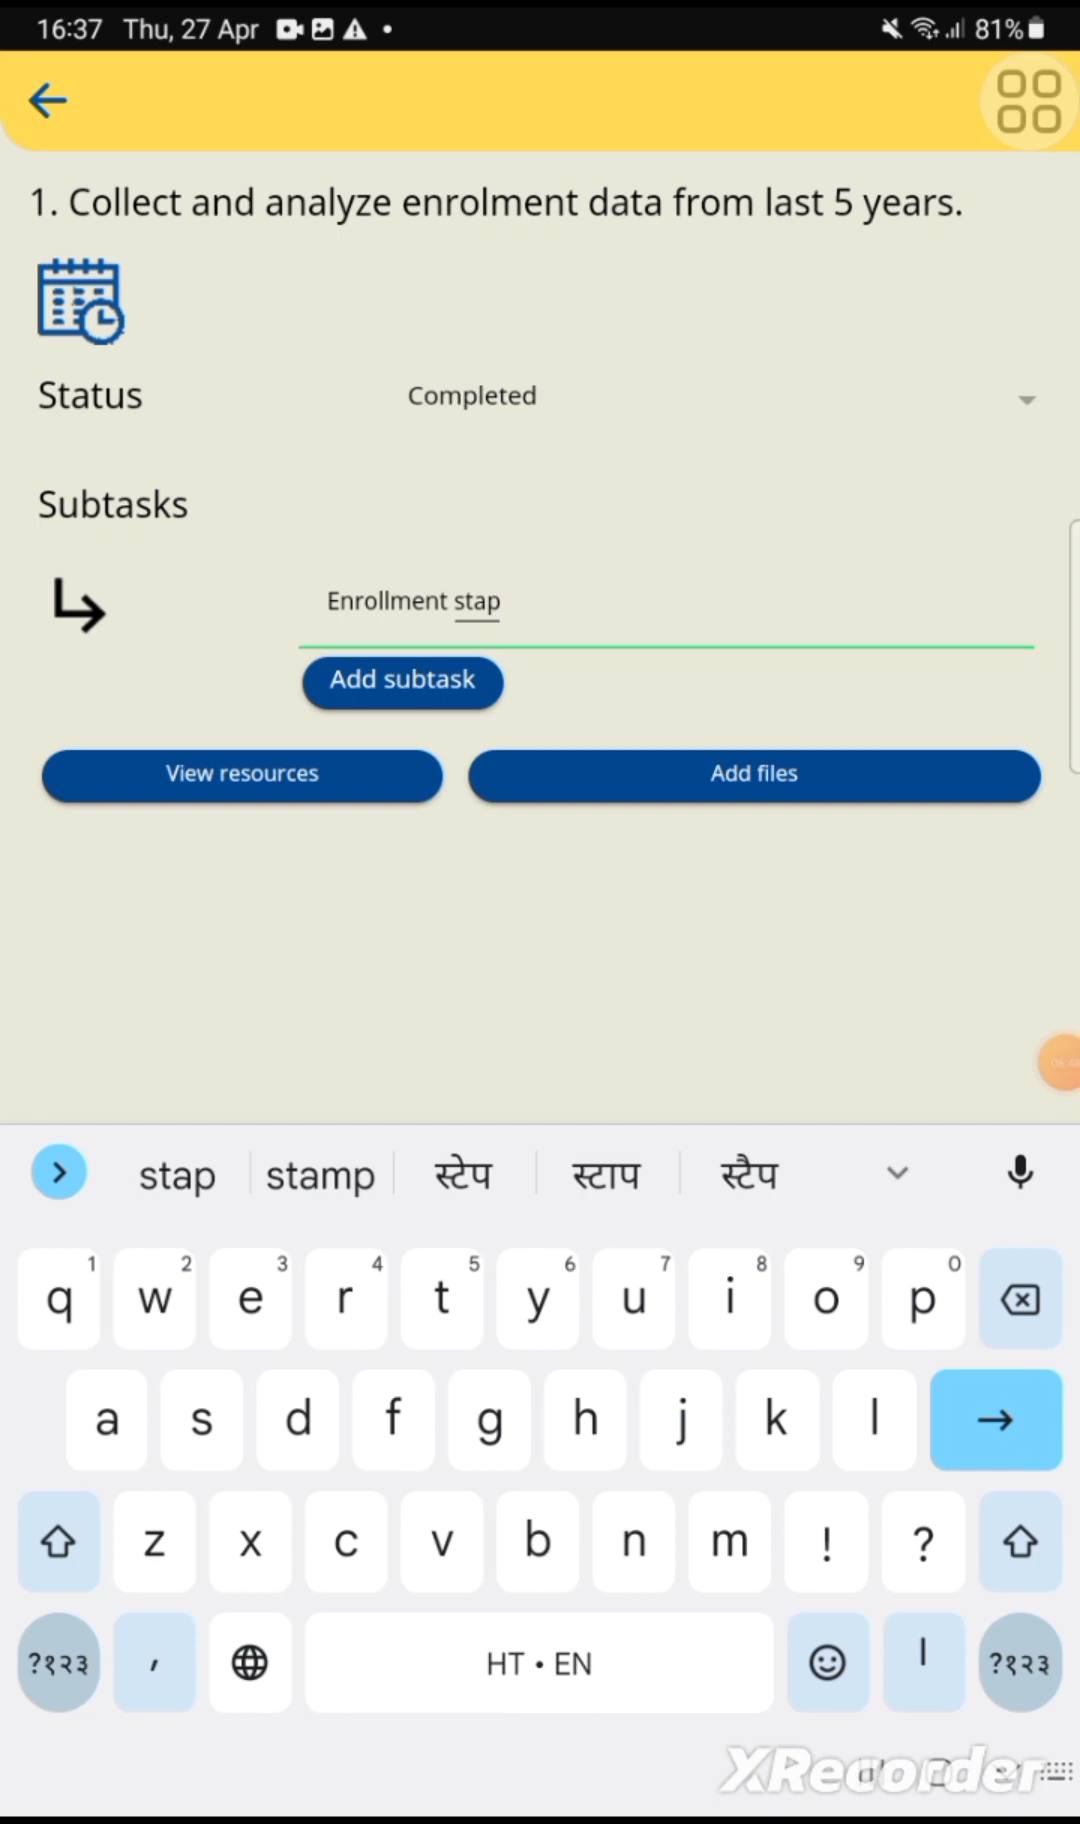 16:37 Thu, 27 Apr 81%
1. Collect and analyze enrolment data from last 5 years.
Status Completed
Subtasks
Enrollment stap
Add subtask
View resources Add files
stap stamp स्टेप स्टाप स्टैप
1 2 3 4 5 6 7 8 9 0
q w e r t y u i o p
a s d f g h j k l
z x c v b n m ! ?
?१२३ , HT • EN । ?१२३
XRecorder